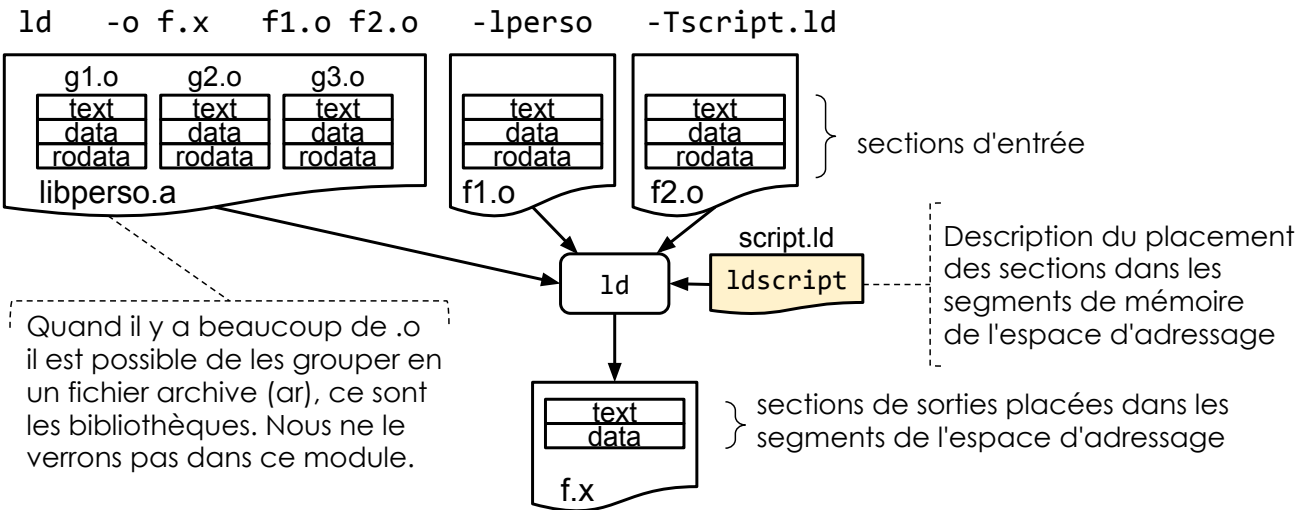 ld -o f.x f1.o f2.o -lperso -Tscript.ld
g1.o g2.o g3.o
text text text text text
data data data data data
rodata rodata rodata rodata rodata
sections d'entrée
libperso.a
f1.o
f2.o
script.ld
ld
ldscript
Description du placement
des sections dans les
segments de mémoire
de l'espace d'adressage
Quand il y a beaucoup de .o
il est possible de les grouper en
un fichier archive (ar), ce sont
les bibliothèques. Nous ne le
verrons pas dans ce module.
text
data
f.x
sections de sorties placées dans les
segments de l'espace d'adressage